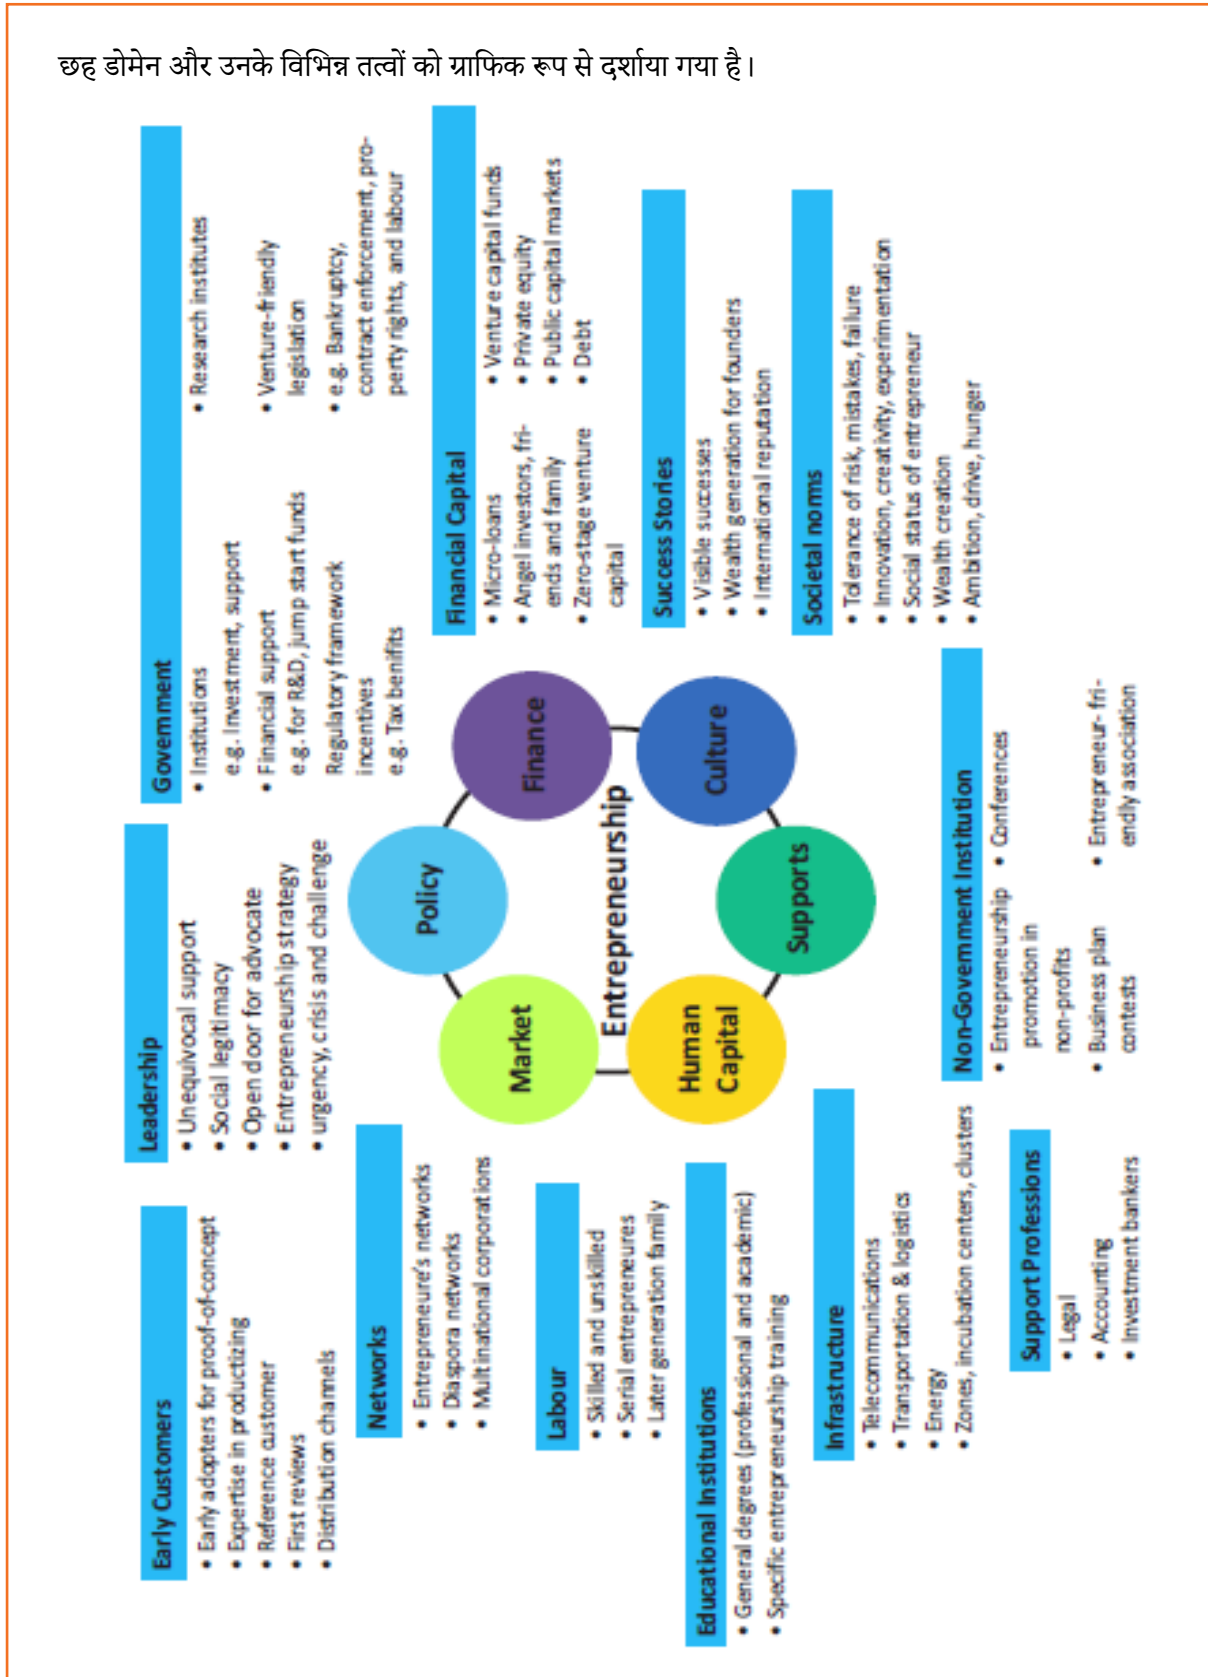 छह डोमेन और उनके विभिन्न तत्वों को ग्राफिक रूप से दर्शाया गया है।
Early Customers
• Early adopters for proof-of-concept
• Expertise in productizing
• Reference customer
• First reviews
• Distribution channels
Leadership
• Unequivocal support
• Social legitimacy
• Open door for advocate
• Entrepreneurship strategy
• urgency, crisis and challenge
Government
• Institutions
e.g. Investment, support
• Financial support
e.g. for R&D, jump start funds
Regulatory framework
incentives
e.g. Tax benifits
• Research institutes
• Venture-friendly
legislation
• e.g. Bankruptcy,
contract enforcement, pro-
perty rights, and labour
Networks
• Entrepreneure's networks
• Diaspora networks
• Multinational corporations
Labour
• Skilled and unskilled
• Serial entrepreneures
• Later generation family
Educational Institutions
• General degrees (professional and academic)
• Specific entrepreneurship training
Policy
Market
Finance
Entrepreneurship
Human
Capital
Culture
Supports
Financial Capital
• Micro-loans
• Angel investors, fri-
ends and family
• Zero-stage venture
capital
• Venture capital funds
• Private equity
• Public capital markets
• Debt
Success Stories
• Visible successes
• Wealth generation for founders
• International reputation
Societal norms
• Tolerance of risk, mistakes, failure
• Innovation, creativity, experimentation
• Social status of entrepreneur
• Wealth creation
• Ambition, drive, hunger
Infrastructure
• Telecommunications
• Transportation & logistics
• Energy
• Zones, incubation centers, clusters
Support Professions
• Legal
• Accounting
• Investment bankers
Non-Government Institution
• Entrepreneurship
promotion in
non-profits
• Business plan
contests
• Conferences
• Entrepreneur- fri-
endly association